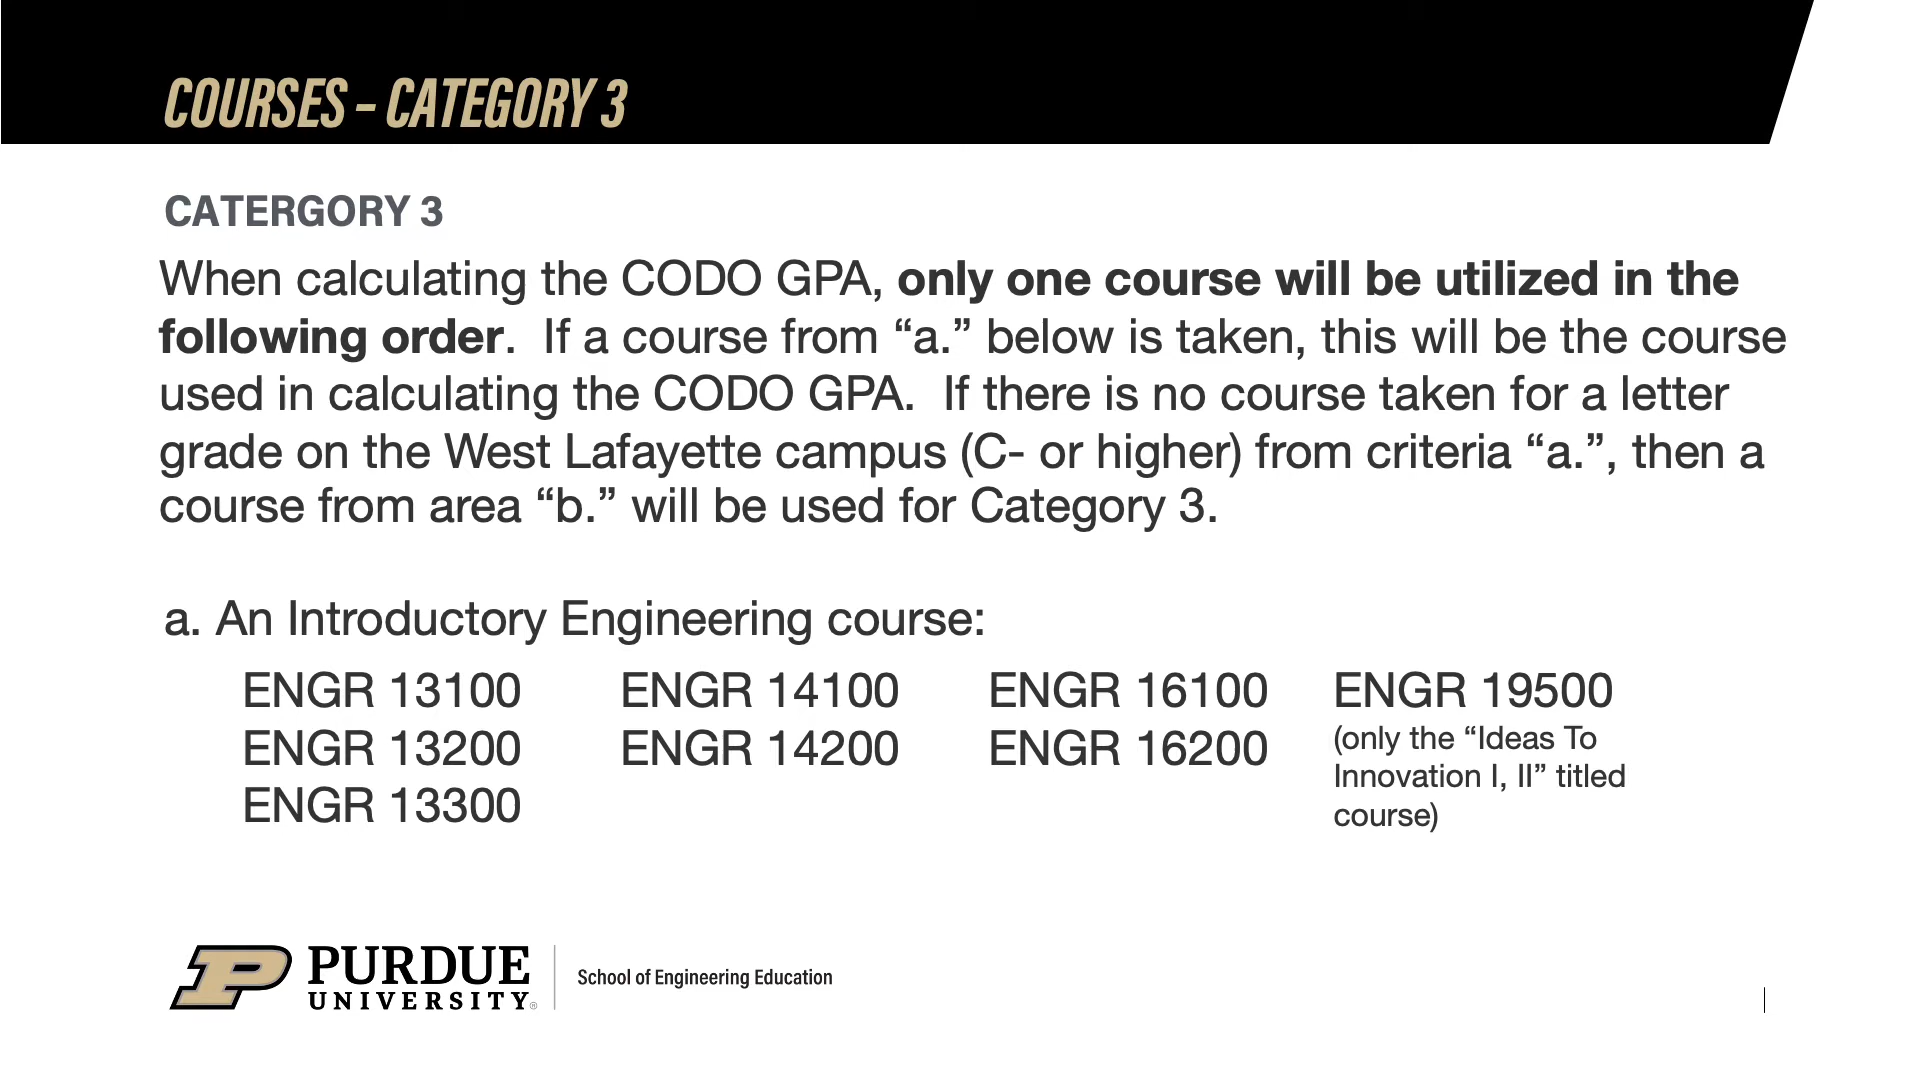 COURSES – CATEGORY 3
CATERGORY 3
When calculating the CODO GPA, only one course will be utilized in the
following order.  If a course from “a.” below is taken, this will be the course
used in calculating the CODO GPA.  If there is no course taken for a letter
grade on the West Lafayette campus (C- or higher) from criteria “a.”, then a
course from area “b.” will be used for Category 3.
a. An Introductory Engineering course:
ENGR 13100 ENGR 14100 ENGR 16100 ENGR 19500
ENGR 13200 ENGR 14200 ENGR 16200 (only the “Ideas To
Innovation I, II” titled
ENGR 13300 course)
PURDUE
UNIVERSITY®
School of Engineering Education